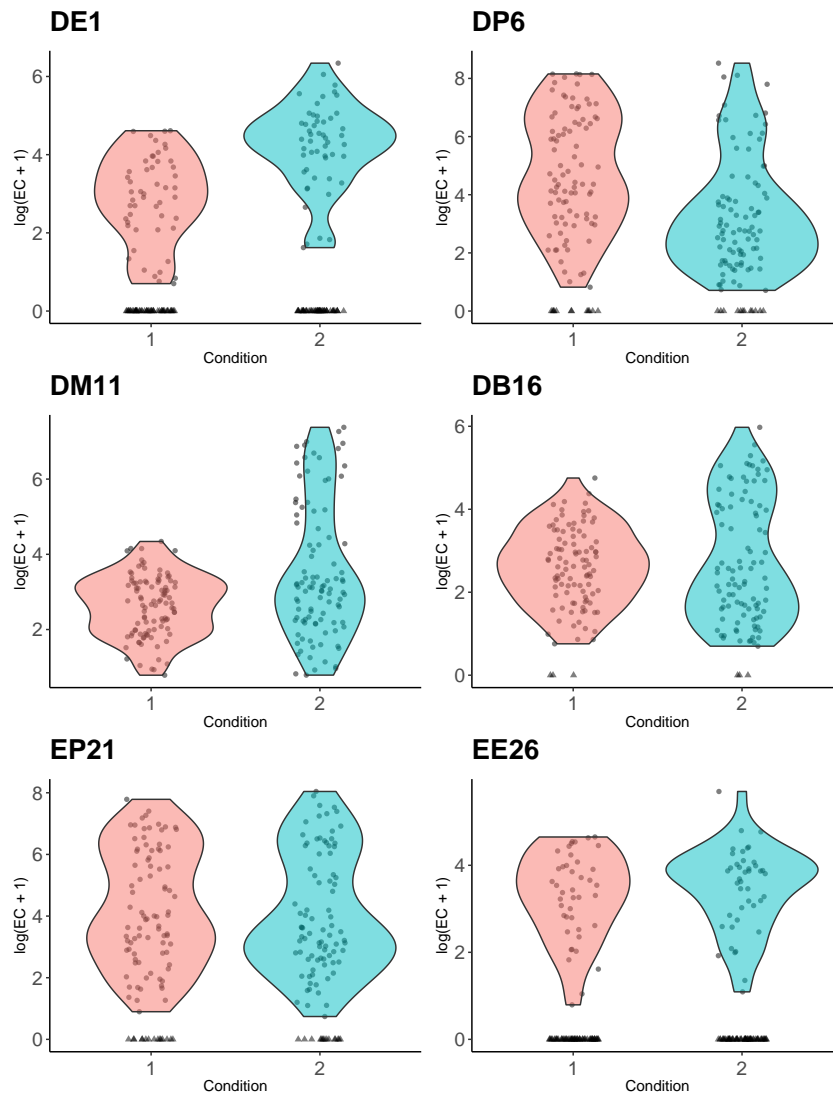 DE1
DP6
log(EC + 1)
6
4
2
0
1
2
Condition
log(EC + 1)
8
6
4
2
0
1
2
Condition
DM11
DB16
log(EC + 1)
6
4
2
1
2
Condition
log(EC + 1)
6
4
2
0
1
2
Condition
EP21
EE26
log(EC + 1)
8
6
4
2
0
1
2
Condition
log(EC + 1)
4
2
0
1
2
Condition